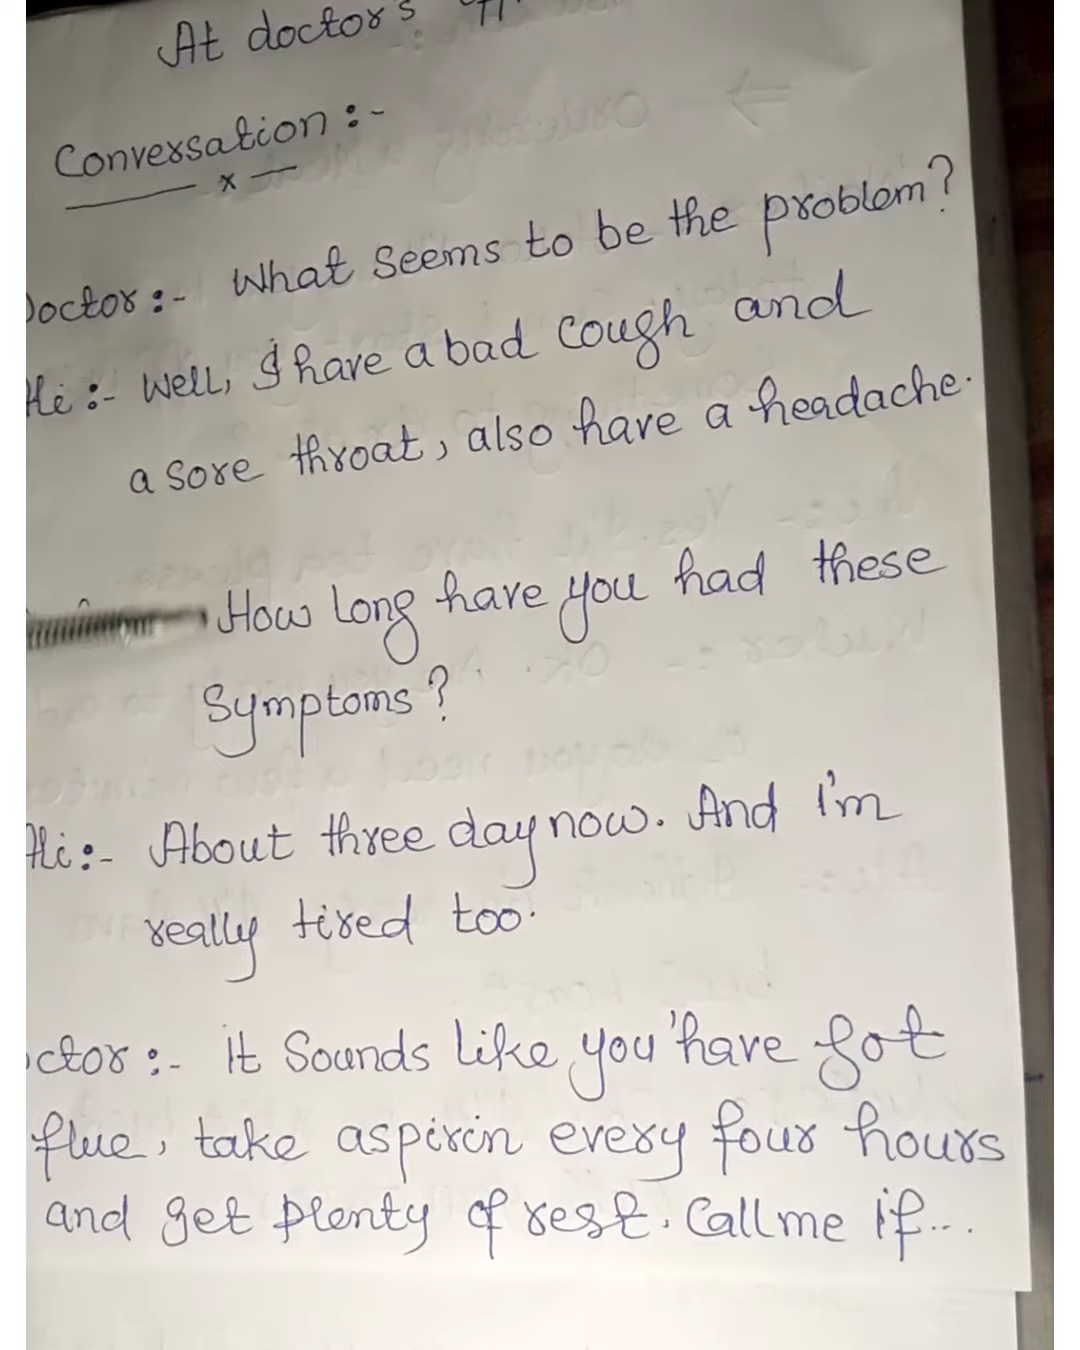 At doctor's
Conversation :-
Doctor :- What seems to be the problem?
Ali :- Well, I have a bad cough and
a sore throat, also have a headache.
How long have you had these
Symptoms?
Ali :- About three day now. And I'm
really tired too.
ctor :- it Sounds like you'have got
flue, take aspirin every four hours
and get plenty of rest. Call me if...